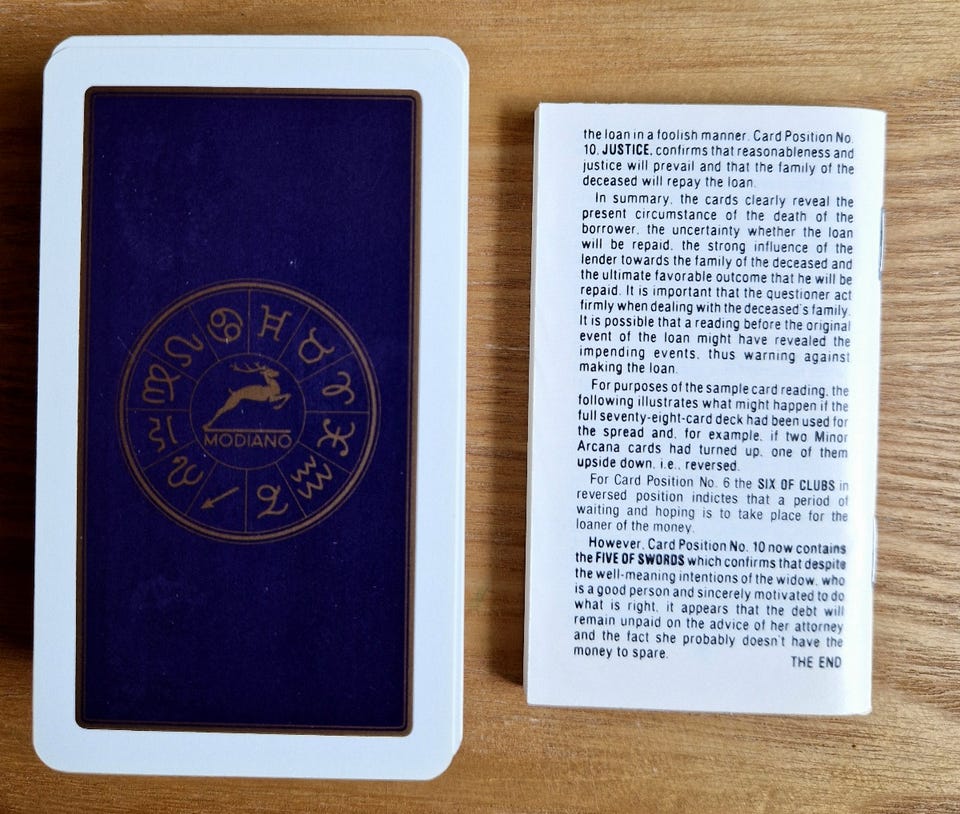 MODIANO
the loan in a foolish manner. Card Position No.
10, JUSTICE, confirms that reasonableness and
justice will prevail and that the family of the
deceased will repay the loan.
In summary, the cards clearly reveal the
present circumstance of the death of the
borrower, the uncertainty whether the loan
will be repaid, the strong influence of the
lender towards the family of the deceased and
the ultimate favorable outcome that he will be
repaid. It is important that the questioner act
firmly when dealing with the deceased's family.
It is possible that a reading before the original
event of the loan might have revealed the
impending events, thus warning against
making the loan.
For purposes of the sample card reading, the
following illustrates what might happen if the
full seventy-eight-card deck had been used for
the spread and, for example, if two Minor
Arcana cards had turned up, one of them
upside down, i.e., reversed.
For Card Position No. 6 the SIX OF CLUBS in
reversed position indictes that a period of
waiting and hoping is to take place for the
loaner of the money.
However, Card Position No. 10 now contains
the FIVE OF SWORDS which confirms that despite
the well-meaning intentions of the widow, who
is a good person and sincerely motivated to do
what is right, it appears that the debt will
remain unpaid on the advice of her attorney
and the fact she probably doesn't have the
money to spare.
THE END